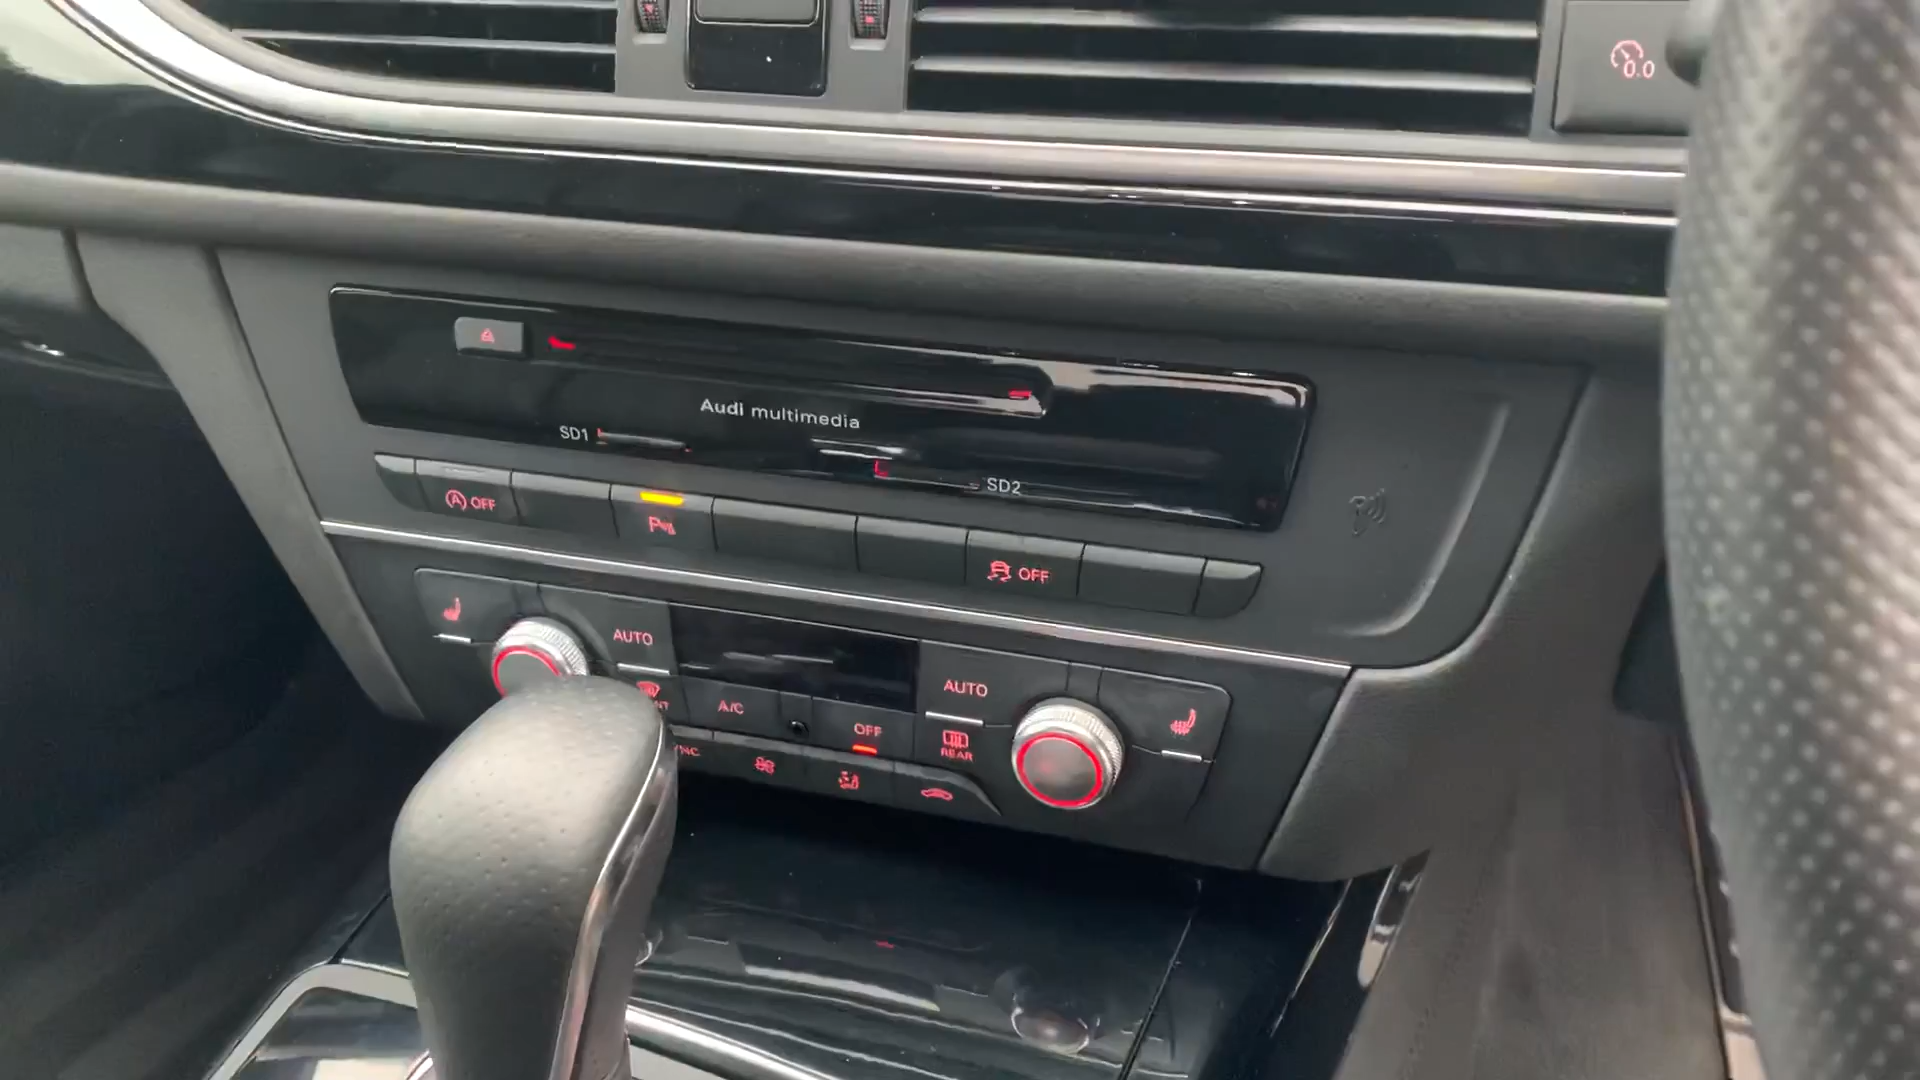 0.0
Audi multimedia
SD1
SD2
A OFF
P
OFF
AUTO
AUTO
A/C
OFF
REAR